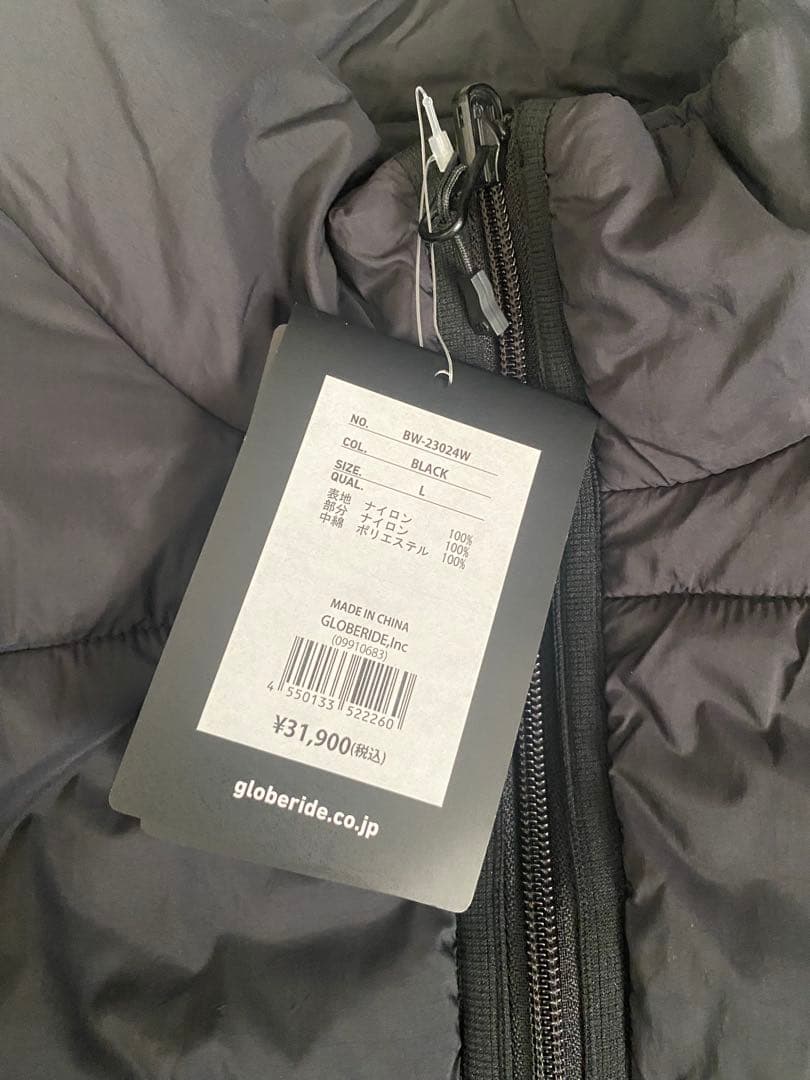 NO. BW-23024W
COL. BLACK
SIZE. L
QUAL.
表地 ナイロン 100%
部分 ナイロン 100%
中綿 ポリエステル 100%
MADE IN CHINA
GLOBERIDE,Inc
(09910683)
4 550133 522260
¥31,900(税込)
globeride.co.jp